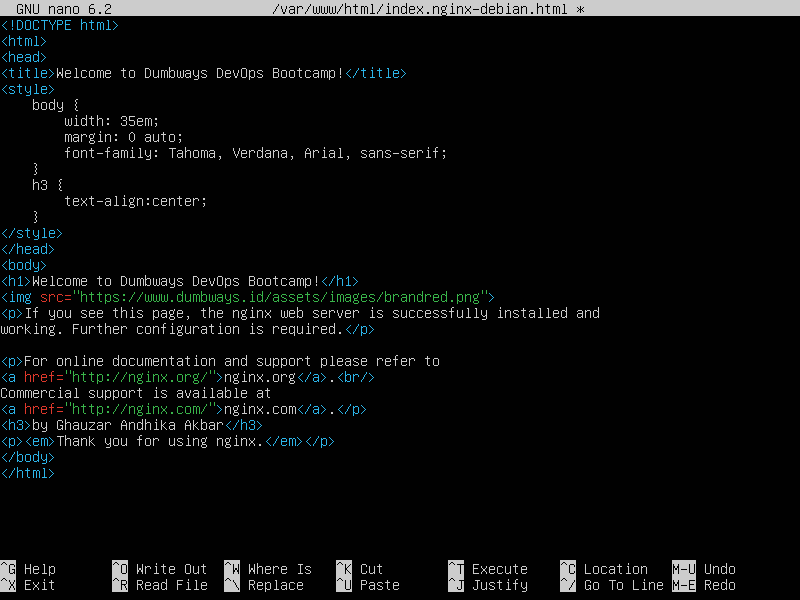 GNU nano 6.2 /var/www/html/index.nginx-debian.html *
<!DOCTYPE html>
<html>
<head>
<title>Welcome to Dumbways DevOps Bootcamp!</title>
<style>
    body {
        width: 35em;
        margin: 0 auto;
        font-family: Tahoma, Verdana, Arial, sans-serif;
    }
    h3 {
        text-align:center;
    }
</style>
</head>
<body>
<h1>Welcome to Dumbways DevOps Bootcamp!</h1>
<img src="https://www.dumbways.id/assets/images/brandred.png">
<p>If you see this page, the nginx web server is successfully installed and
working. Further configuration is required.</p>
<p>For online documentation and support please refer to
<a href="http://nginx.org/">nginx.org</a>.<br/>
Commercial support is available at
<a href="http://nginx.com/">nginx.com</a>.</p>
<h3>by Ghauzar Andhika Akbar</h3>
<p><em>Thank you for using nginx.</em></p>
</body>
</html>
^G Help ^O Write Out ^W Where Is ^K Cut ^T Execute ^C Location M-U Undo
^X Exit ^R Read File ^\ Replace ^U Paste ^J Justify ^/ Go To Line M-E Redo